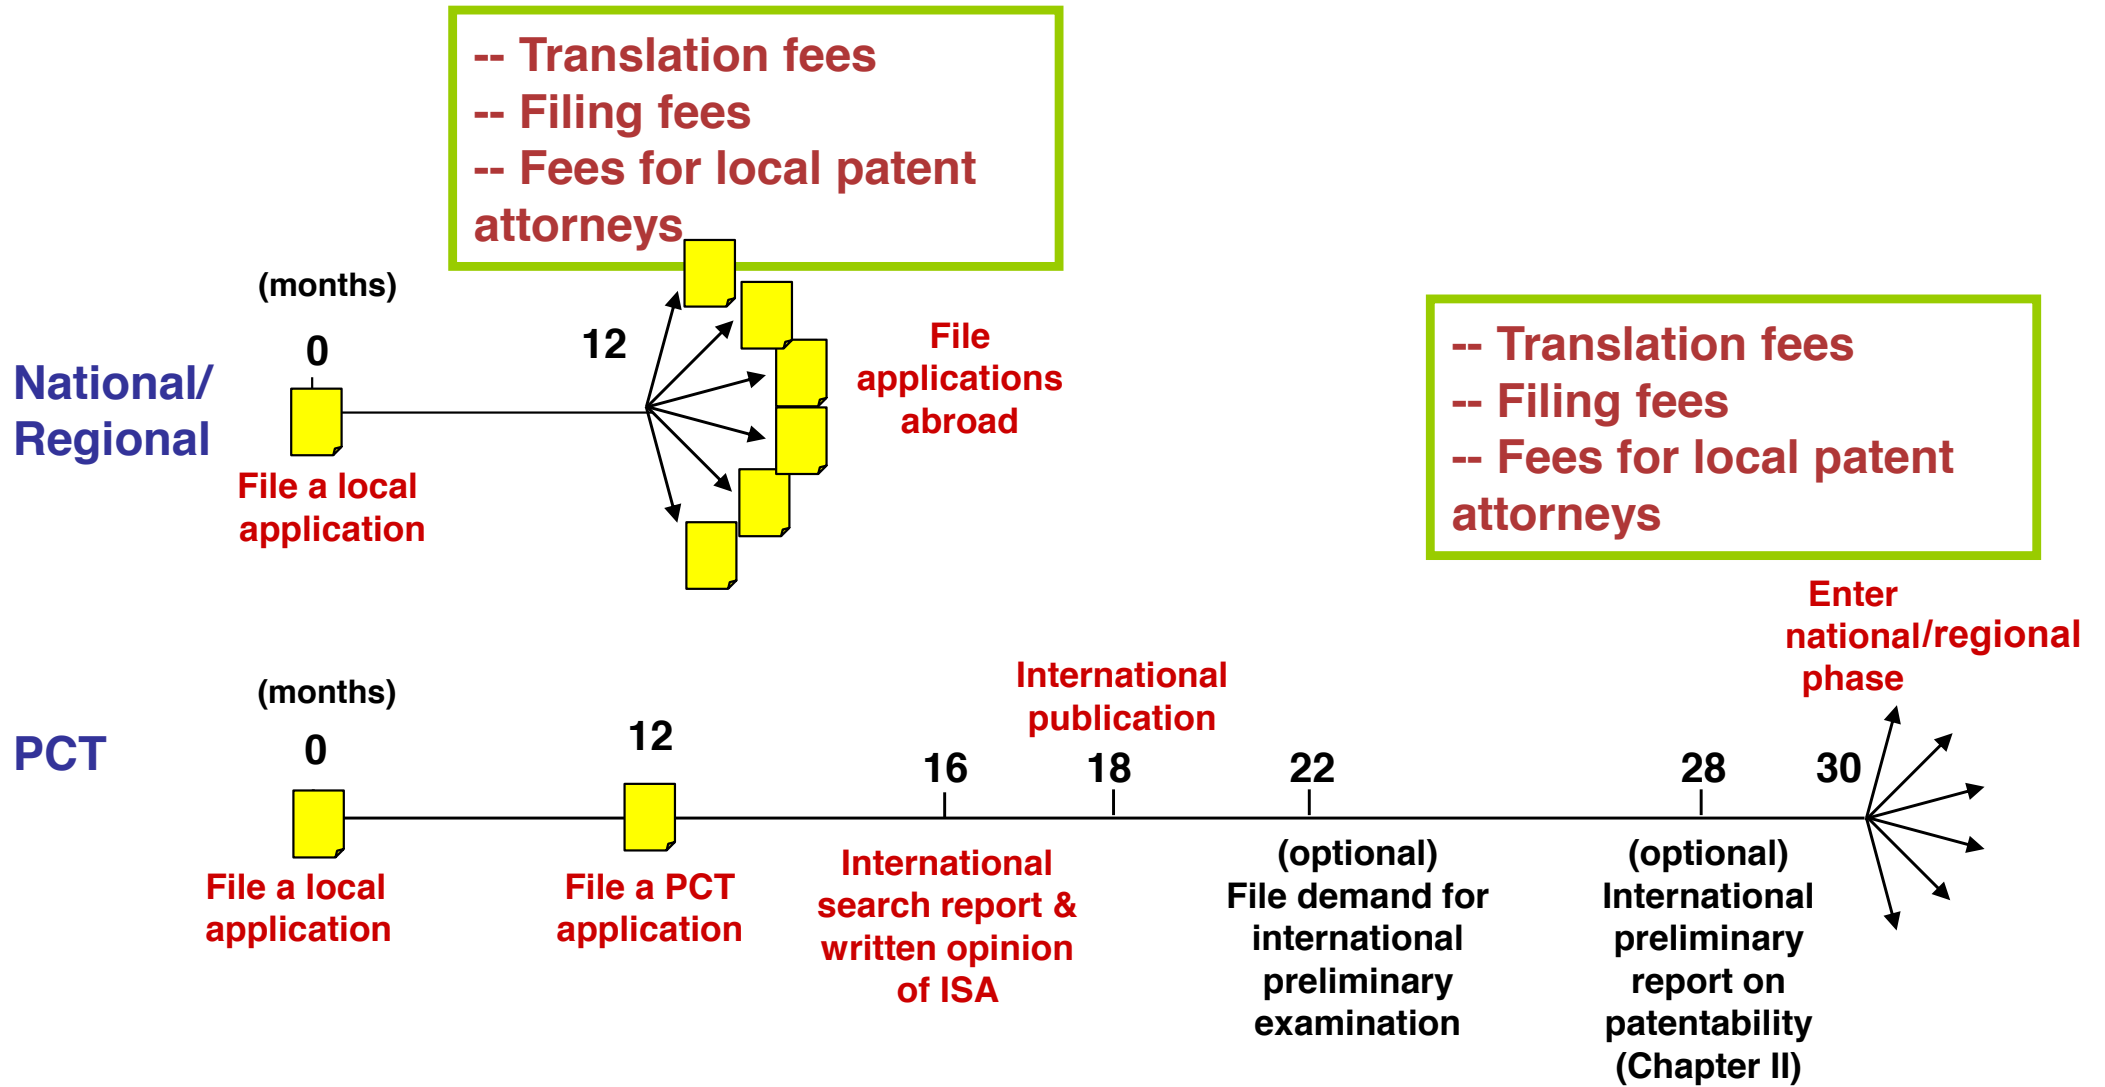 -- Translation fees
-- Filing fees
-- Fees for local patent
attorneys
(months)
0
12
National/
Regional
File a local
application
File
applications
abroad
-- Translation fees
-- Filing fees
-- Fees for local patent
attorneys
Enter
national/regional
phase
(months)
PCT
0
12
16
18
22
28
30
International
publication
File a local
application
File a PCT
application
International
search report &
written opinion
of ISA
(optional)
File demand for
international
preliminary
examination
(optional)
International
preliminary
report on
patentability
(Chapter II)